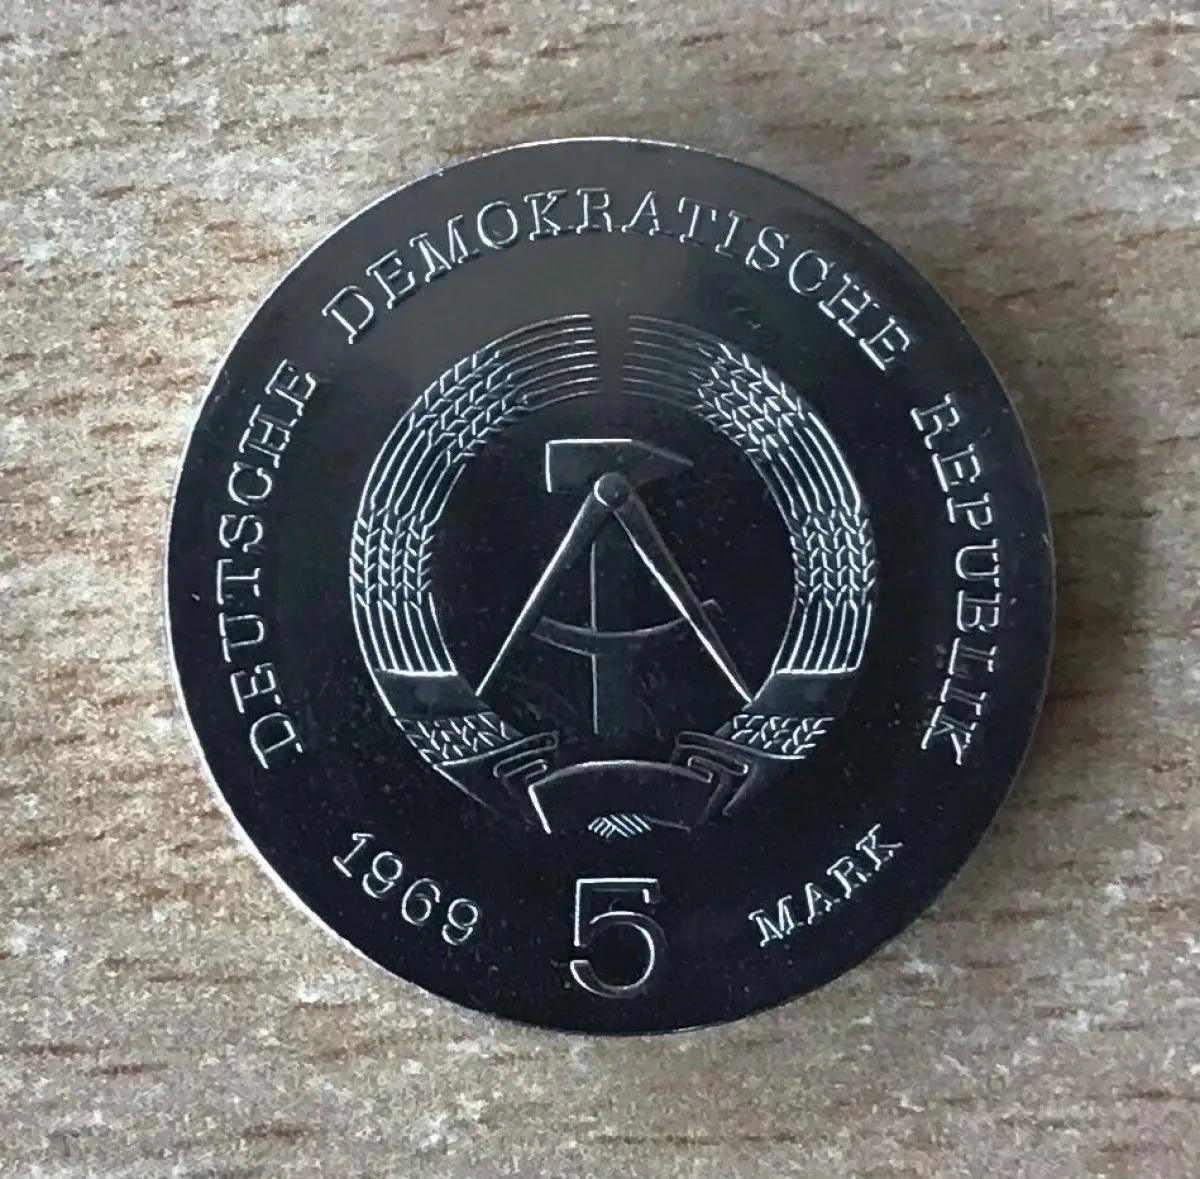 DEUTSCHE DEMOKRATISCHE REPUBLIK
1969 5 MARK